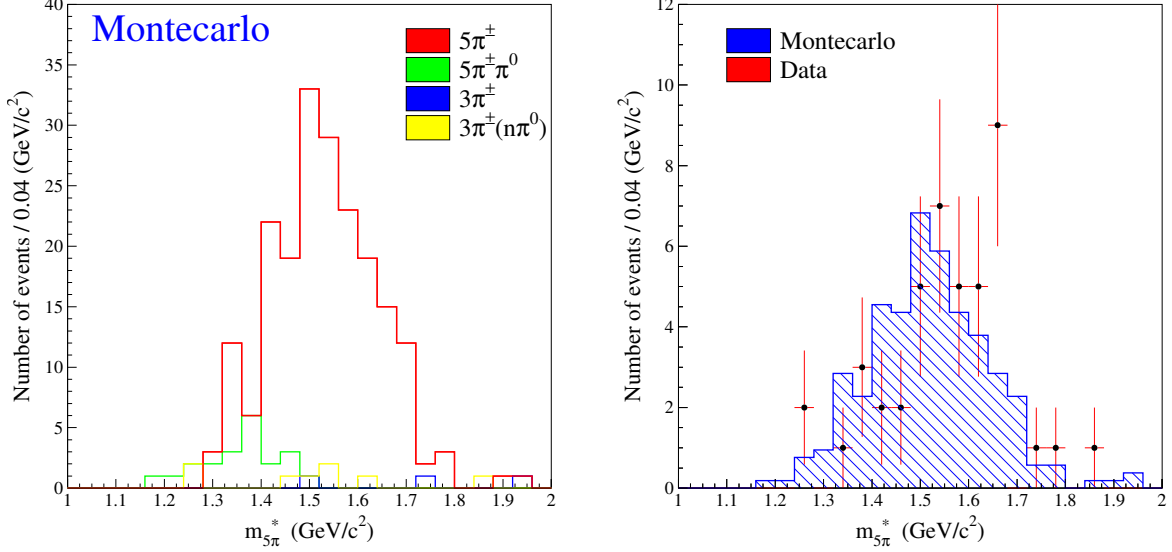 Montecarlo
5π±
5π±π0
3π±
3π±(nπ0)
Number of events / 0.04 (GeV/c2)
40
35
30
25
20
15
10
5
0
1 1.1 1.2 1.3 1.4 1.5 1.6 1.7 1.8 1.9 2
m5π* (GeV/c2)
Montecarlo
Data
Number of events / 0.04 (GeV/c2)
12
10
8
6
4
2
0
1 1.1 1.2 1.3 1.4 1.5 1.6 1.7 1.8 1.9 2
m5π* (GeV/c2)